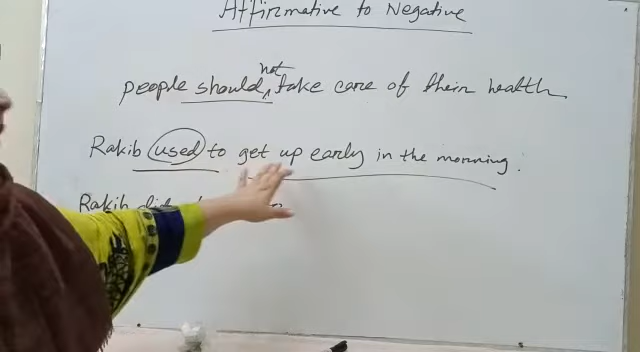 Affirmative to Negative
people should not take care of their health
Rakib used to get up early in the morning.
Rakib did